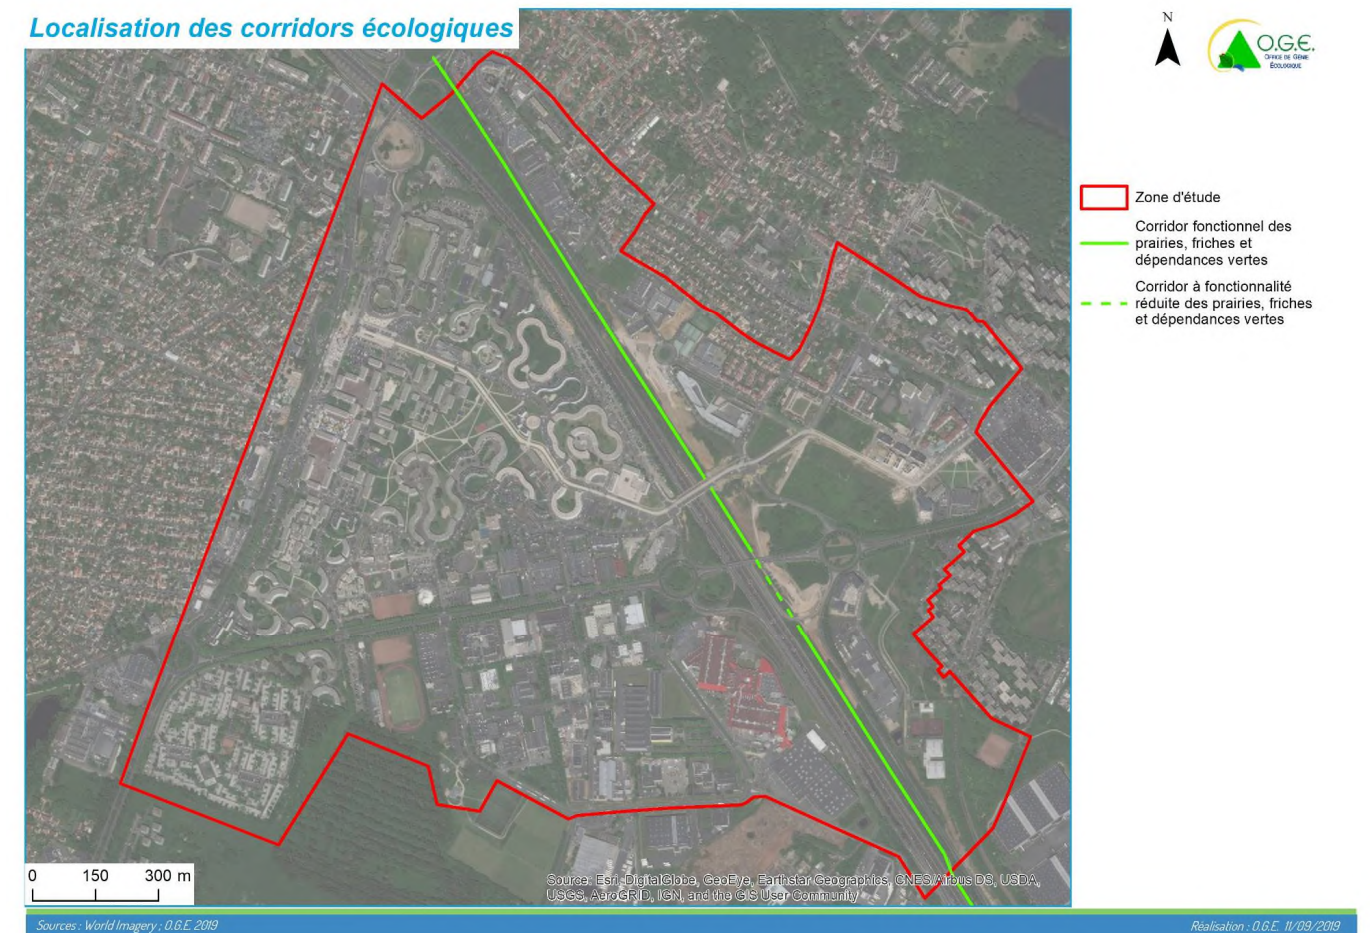 Localisation des corridors écologiques
N
O.G.E.
OFFICE DE GÉNIE
ÉCOLOGIQUE
Zone d'étude
Corridor fonctionnel des
prairies, friches et
dépendances vertes
Corridor à fonctionnalité
réduite des prairies, friches
et dépendances vertes
0 150 300 m
Source: Esri, DigitalGlobe, GeoEye, Earthstar Geographics, CNES/Airbus DS, USDA,
USGS, AeroGRID, IGN, and the GIS User Community
Sources : World Imagery ; O.G.E. 2019
Réalisation : O.G.E. 11/09/2019